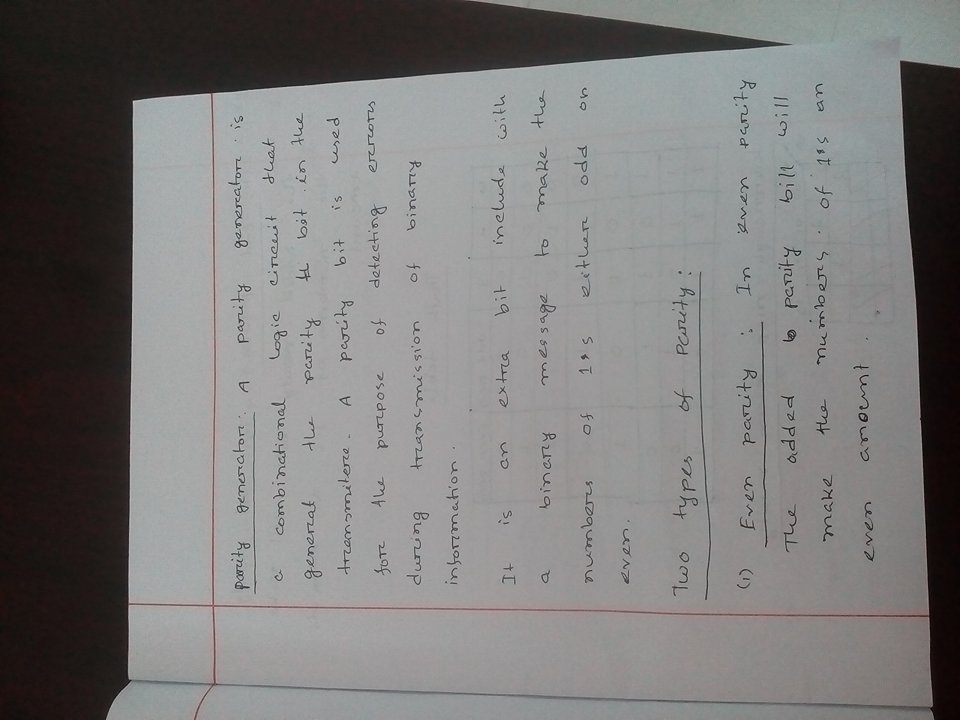 parity generator: A parity generator is
a combinational logic circuit that
generat the parity bit in the
transmitere. A parity bit is used
for the purpose of detecting errors
during transmission of binary
information.
It is an extra bit include with
a binary message to make the
numbers of 1's either odd or
even.
Two types of parity:
(1) Even parity : In even parity
The added parity bill will
make the numbers of 1's an
even amount.